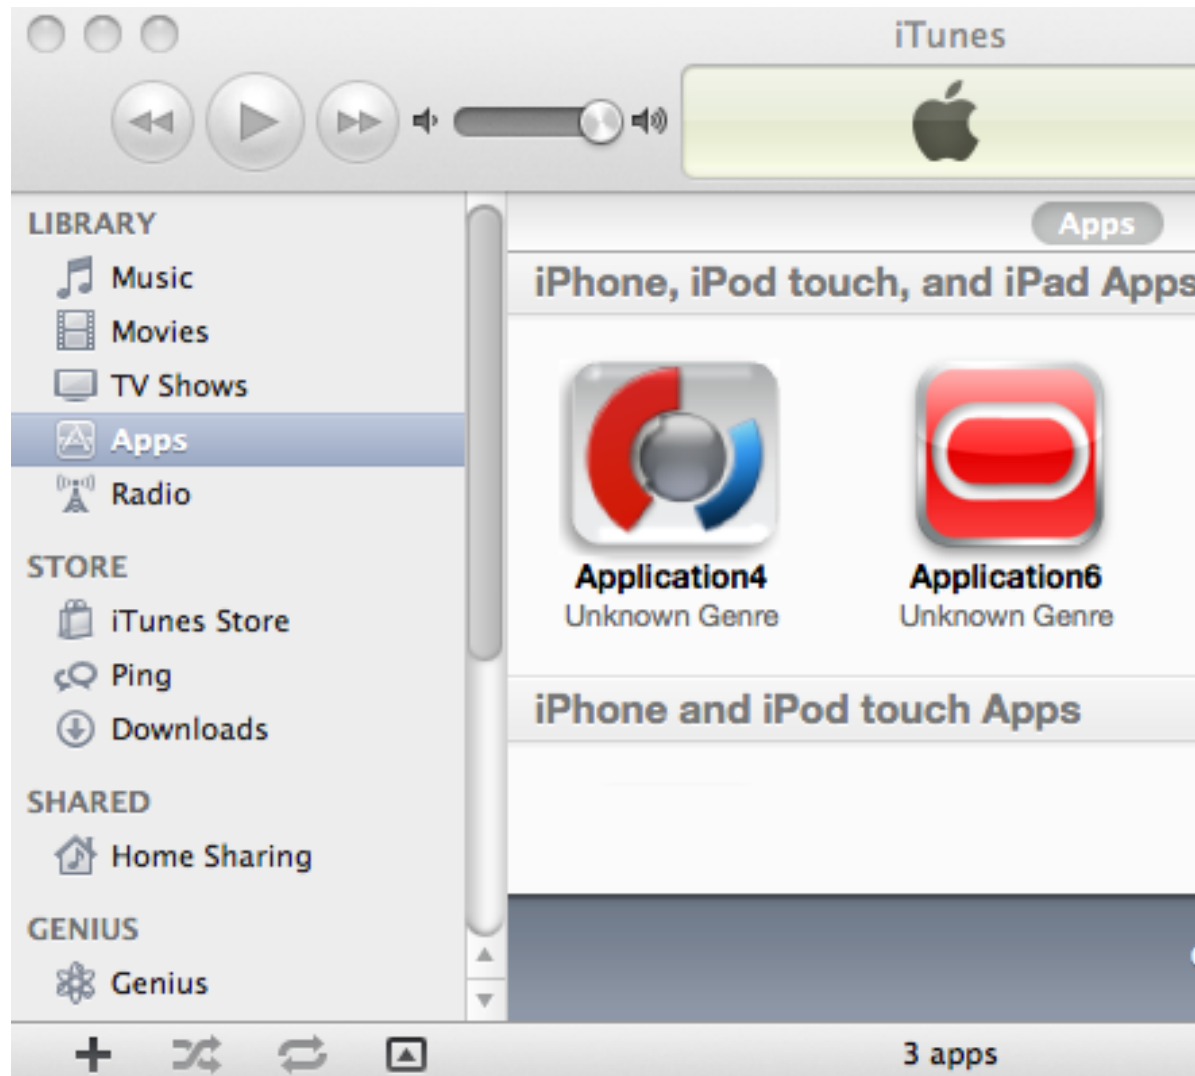 iTunes
LIBRARY
Music
Movies
TV Shows
Apps
Radio
STORE
iTunes Store
Ping
Downloads
SHARED
Home Sharing
GENIUS
Genius
Apps
iPhone, iPod touch, and iPad Apps
Application4
Unknown Genre
Application6
Unknown Genre
iPhone and iPod touch Apps
3 apps